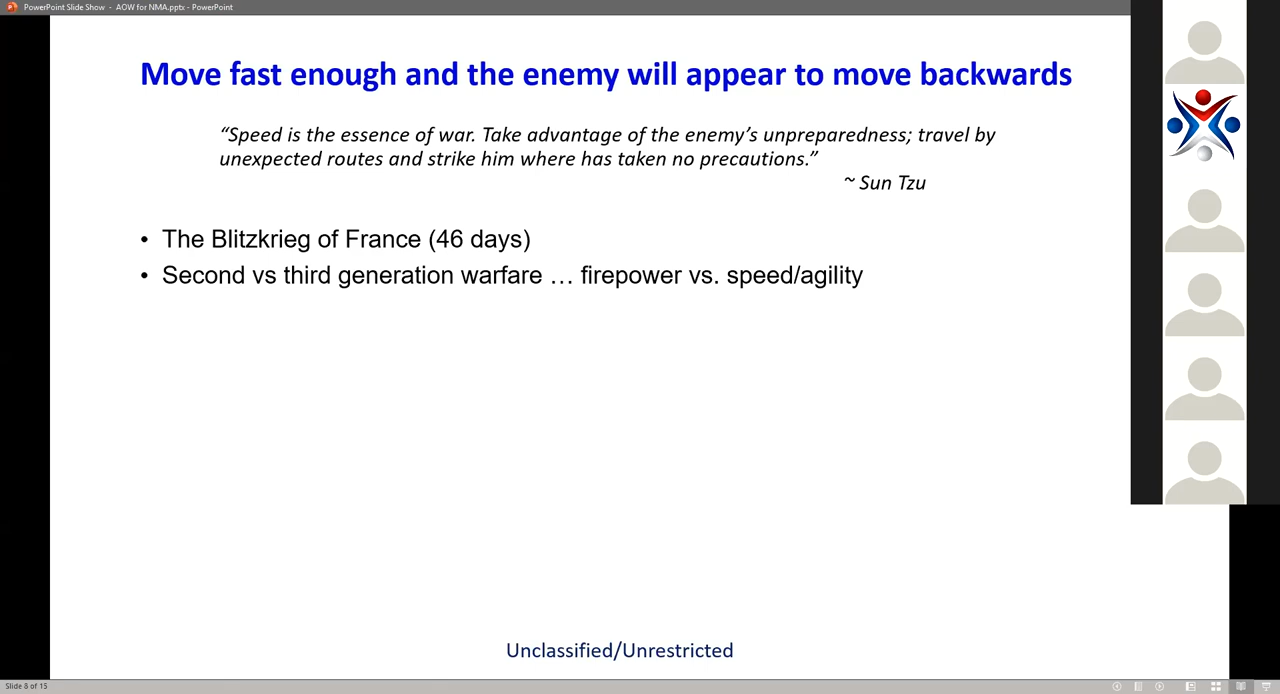 PowerPoint Slide Show - AOW for NMA.pptx - PowerPoint
Move fast enough and the enemy will appear to move backwards
“Speed is the essence of war. Take advantage of the enemy’s unpreparedness; travel by
unexpected routes and strike him where has taken no precautions.”
~ Sun Tzu
• The Blitzkrieg of France (46 days)
• Second vs third generation warfare … firepower vs. speed/agility
Unclassified/Unrestricted
Slide 8 of 15